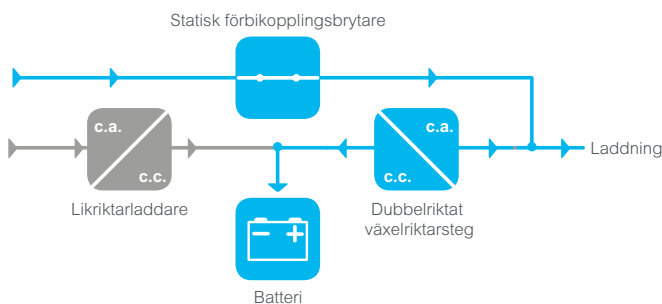 Statisk förbikopplingsbrytare
c.a.
c.c.
c.a.
c.c.
Laddning
Likriktarladdare
Dubbelriktat
växelriktarsteg
Batteri